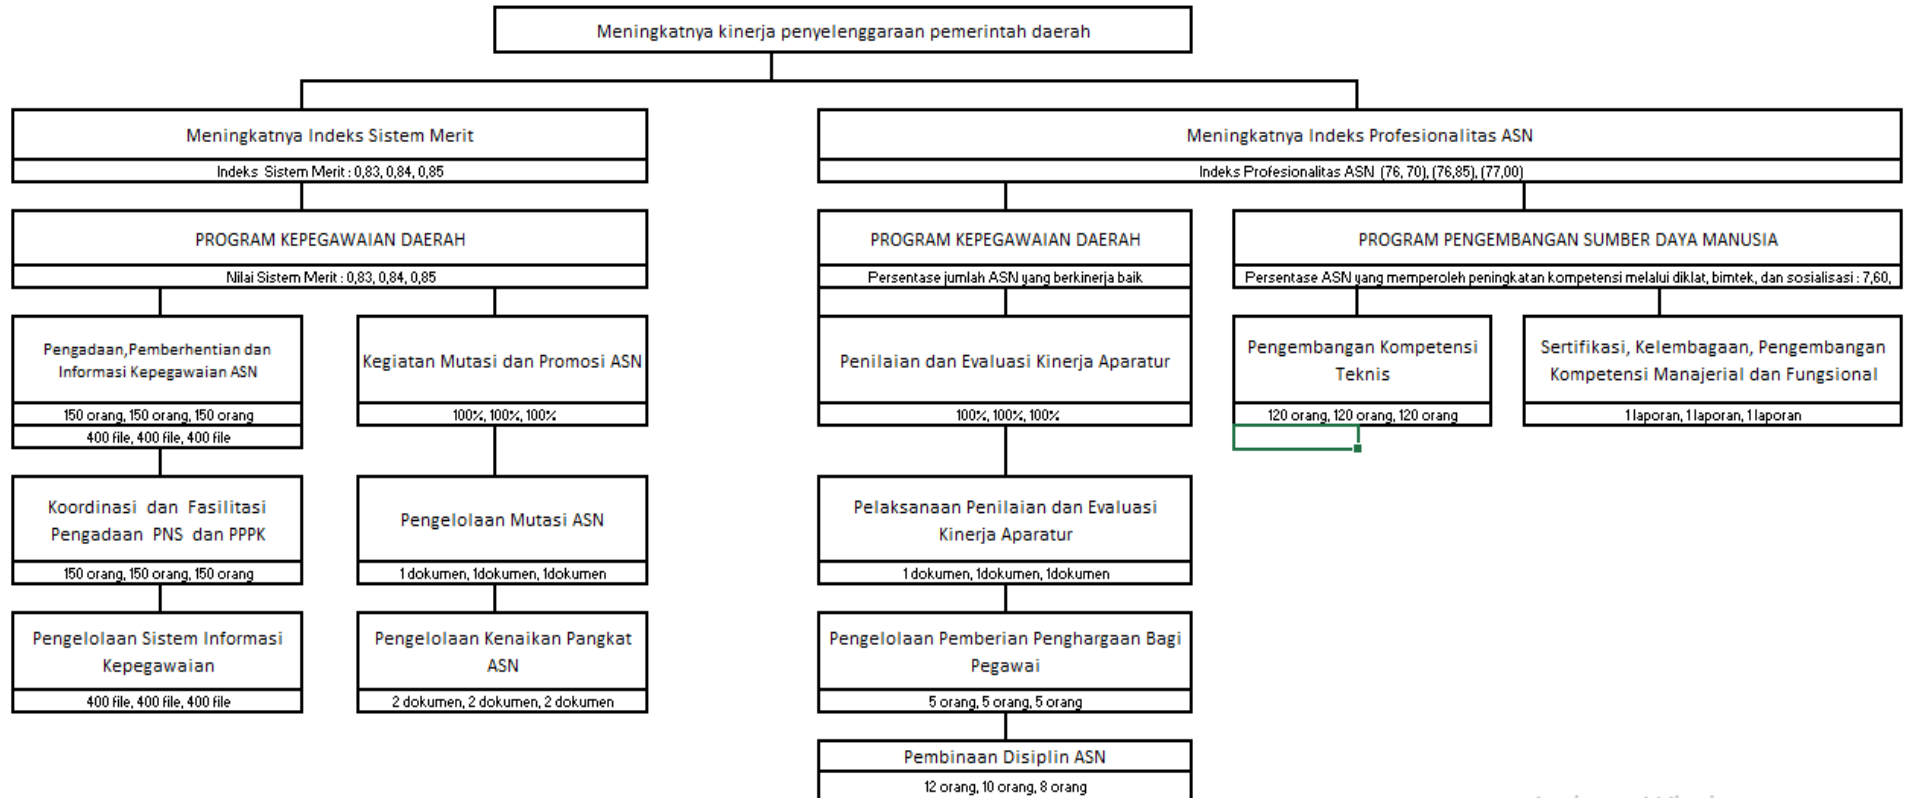 Meningkatnya kinerja penyelenggaraan pemerintah daerah
Meningkatnya Indeks Sistem Merit
Indeks Sistem Merit : 0,83, 0,84, 0,85
PROGRAM KEPEGAWAIAN DAERAH
Nilai Sistem Merit : 0,83, 0,84, 0,85
Pengadaan,Pemberhentian dan
Informasi Kepegawaian ASN
150 orang, 150 orang, 150 orang
400 file, 400 file, 400 file
Koordinasi dan Fasilitasi
Pengadaan PNS dan PPPK
150 orang, 150 orang, 150 orang
Pengelolaan Sistem Informasi
Kepegawaian
400 file, 400 file, 400 file
Kegiatan Mutasi dan Promosi ASN
100%, 100%, 100%
Pengelolaan Mutasi ASN
1 dokumen, 1dokumen, 1dokumen
Pengelolaan Kenaikan Pangkat
ASN
2 dokumen, 2 dokumen, 2 dokumen
Meningkatnya Indeks Profesionalitas ASN
Indeks Profesionalitas ASN (76, 70), (76,85), (77,00)
PROGRAM KEPEGAWAIAN DAERAH
Persentase jumlah ASN yang berkinerja baik
Penilaian dan Evaluasi Kinerja Aparatur
100%, 100%, 100%
Pelaksanaan Penilaian dan Evaluasi
Kinerja Aparatur
1 dokumen, 1dokumen, 1dokumen
Pengelolaan Pemberian Penghargaan Bagi
Pegawai
5 orang, 5 orang, 5 orang
Pembinaan Disiplin ASN
12 orang, 10 orang, 8 orang
PROGRAM PENGEMBANGAN SUMBER DAYA MANUSIA
Persentase ASN yang memperoleh peningkatan kompetensi melalui diklat, bimtek, dan sosialisasi : 7,60,
Pengembangan Kompetensi
Teknis
120 orang, 120 orang, 120 orang
Sertifikasi, Kelembagaan, Pengembangan
Kompetensi Manajerial dan Fungsional
1 laporan, 1 laporan, 1 laporan